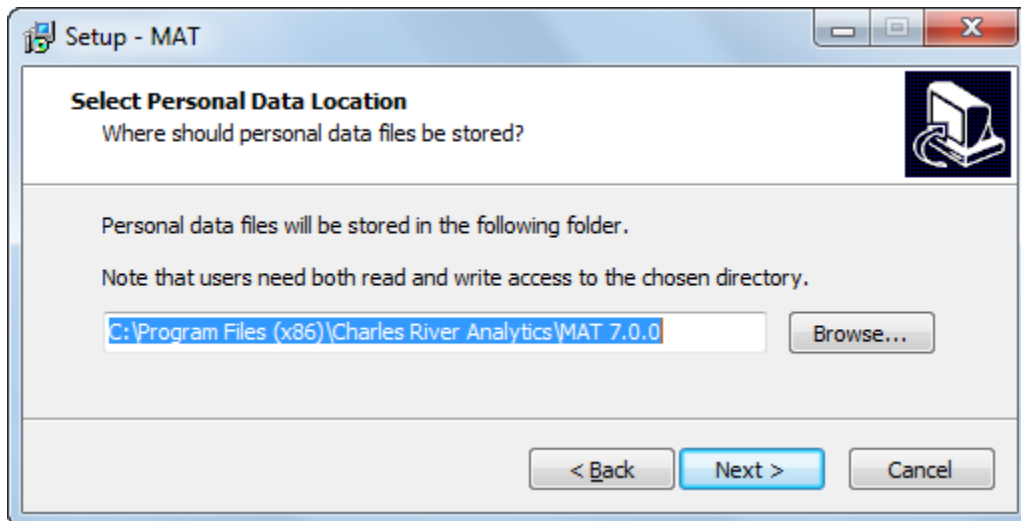 Setup - MAT
Select Personal Data Location
Where should personal data files be stored?
Personal data files will be stored in the following folder.
Note that users need both read and write access to the chosen directory.
C:\Program Files (x86)\Charles River Analytics\MAT 7.0.0
Browse...
< Back
Next >
Cancel